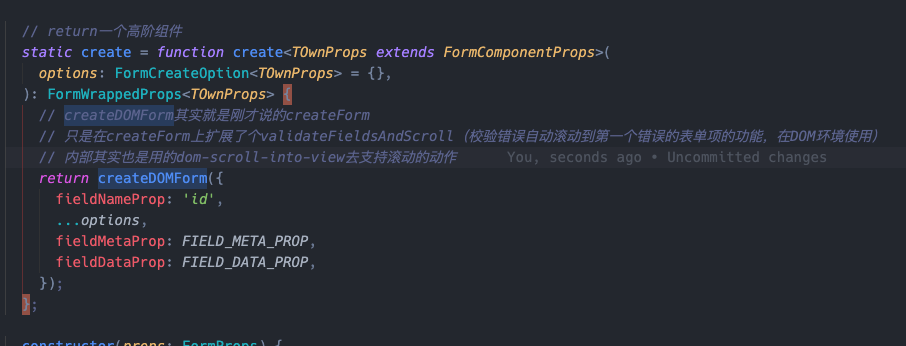 // return一个高阶组件
static create = function create<TOwnProps extends FormComponentProps>(
options: FormCreateOption<TOwnProps> = {},
): FormWrappedProps<TOwnProps> {
// createDOMForm其实就是刚才说的createForm
// 只是在createForm上扩展了个validateFieldsAndScroll（校验错误自动滚动到第一个错误的表单项的功能，在DOM环境使用）
// 内部其实也是用的dom-scroll-into-view去支持滚动的动作 You, seconds ago • Uncommitted changes
return createDOMForm({
fieldNameProp: 'id',
...options,
fieldMetaProp: FIELD_META_PROP,
fieldDataProp: FIELD_DATA_PROP,
});
};
constructor(props: FormProps) {